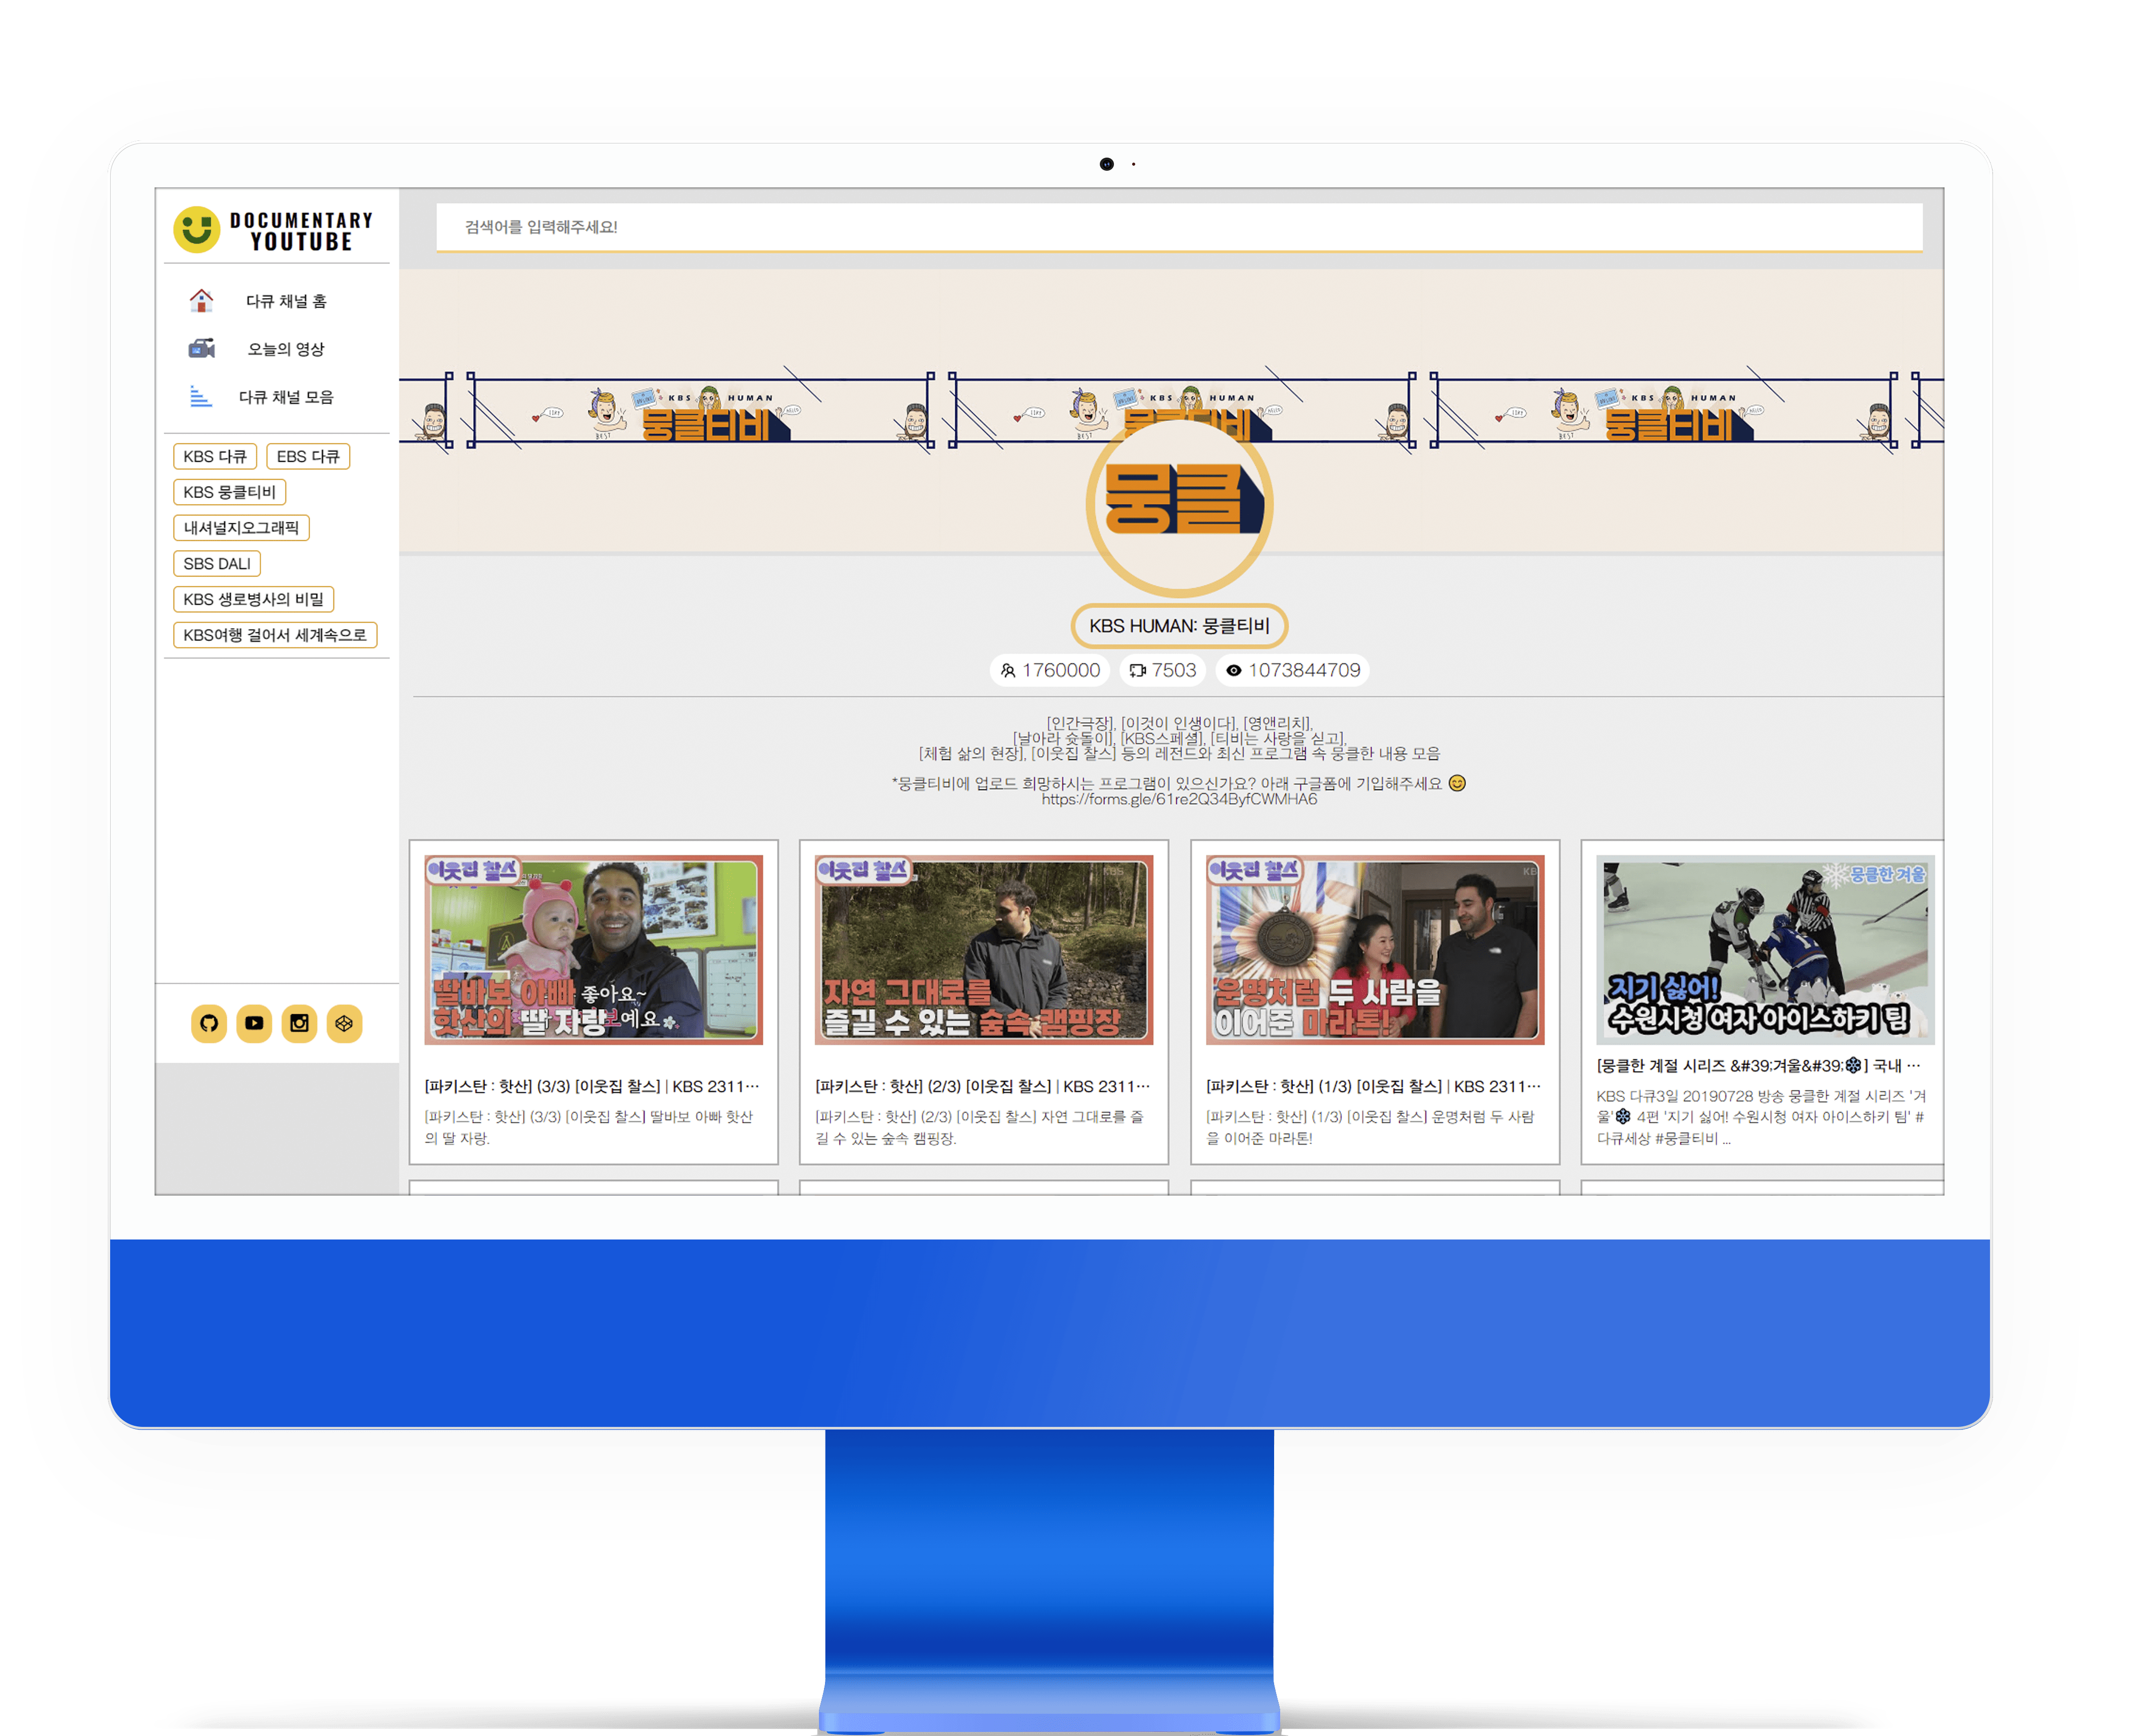 DOCUMENTARY
YOUTUBE
다큐 채널 홈
오늘의 영상
다큐 채널 모음
KBS 다큐
EBS 다큐
KBS 뭉클티비
내셔널지오그래픽
SBS DALI
KBS 생로병사의 비밀
KBS여행 걸어서 세계속으로
검색어를 입력해주세요!
KBS HUMAN
뭉클티비
BEST
KBS HUMAN
뭉클티비
BEST
KBS HUMAN
뭉클티비
BEST
뭉클
KBS HUMAN: 뭉클티비
1760000
7503
1073844709
[인간극장], [이것이 인생이다], [영앤리치],
[날아라 슛돌이], [KBS스페셜], [티비는 사랑을 싣고],
[체험 삶의 현장], [이웃집 찰스] 등의 레전드와 최신 프로그램 속 뭉클한 내용 모음
*뭉클티비에 업로드 희망하시는 프로그램이 있으신가요? 아래 구글폼에 기입해주세요 😊
https://forms.gle/61re2Q34ByfCWMHA6
이웃집 찰스
딸바보 아빠 좋아요~
핫산의 딸 자랑
[파키스탄 : 핫산] (3/3) [이웃집 찰스] | KBS 2311…
[파키스탄 : 핫산] (3/3) [이웃집 찰스] 딸바보 아빠 핫산
의 딸 자랑.
이웃집 찰스
KBS
자연 그대로를
즐길 수 있는 숲속 캠핑장
[파키스탄 : 핫산] (2/3) [이웃집 찰스] | KBS 2311…
[파키스탄 : 핫산] (2/3) [이웃집 찰스] 자연 그대로를 즐
길 수 있는 숲속 캠핑장.
이웃집 찰스
KB
운명처럼 두 사람을
이어준 마라톤!
[파키스탄 : 핫산] (1/3) [이웃집 찰스] | KBS 2311…
[파키스탄 : 핫산] (1/3) [이웃집 찰스] 운명처럼 두 사람
을 이어준 마라톤!
뭉클한 겨울
지기 싫어!
수원시청 여자 아이스하키 팀
[뭉클한 계절 시리즈 &#39;겨울&#39;❄] 국내 …
KBS 다큐3일 20190728 방송 뭉클한 계절 시리즈 '겨
울'❄ 4편 '지기 싫어! 수원시청 여자 아이스하키 팀' #
다큐세상 #뭉클티비 ...